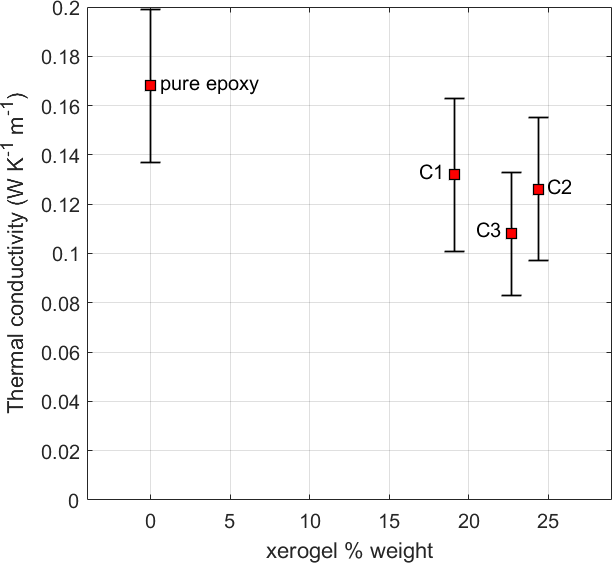 0.2
0.18
0.16
0.14
0.12
0.1
0.08
0.06
0.04
0.02
0
Thermal conductivity (W K⁻¹ m⁻¹)
pure epoxy
C1
C2
C3
0 5 10 15 20 25
xerogel % weight